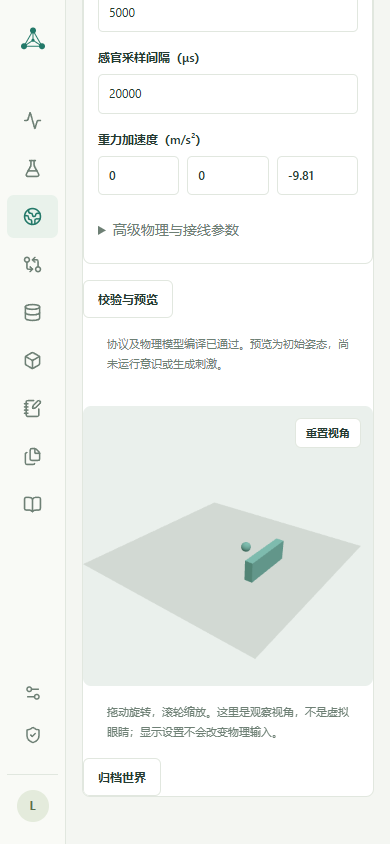 5000
感官采样间隔（μs）
20000
重力加速度（m/s²）
0
0
-9.81
高级物理与接线参数
校验与预览
协议及物理模型编译已通过。预览为初始姿态，尚
未运行意识或生成刺激。
重置视角
拖动旋转，滚轮缩放。这里是观察视角，不是虚拟
眼睛；显示设置不会改变物理输入。
归档世界
L